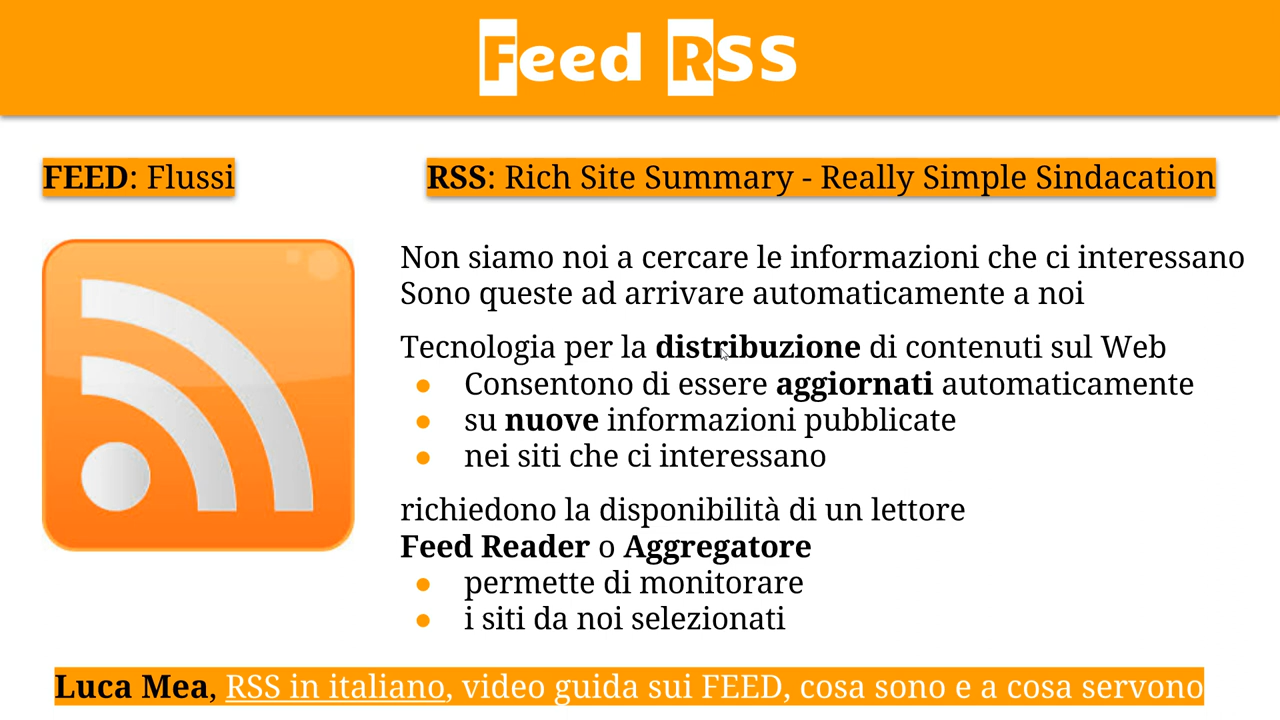 Feed RSS
FEED: Flussi
RSS: Rich Site Summary - Really Simple Sindacation
Non siamo noi a cercare le informazioni che ci interessano
Sono queste ad arrivare automaticamente a noi
Tecnologia per la distribuzione di contenuti sul Web
● Consentono di essere aggiornati automaticamente
● su nuove informazioni pubblicate
● nei siti che ci interessano
richiedono la disponibilità di un lettore
Feed Reader o Aggregatore
● permette di monitorare
● i siti da noi selezionati
Luca Mea, RSS in italiano, video guida sui FEED, cosa sono e a cosa servono